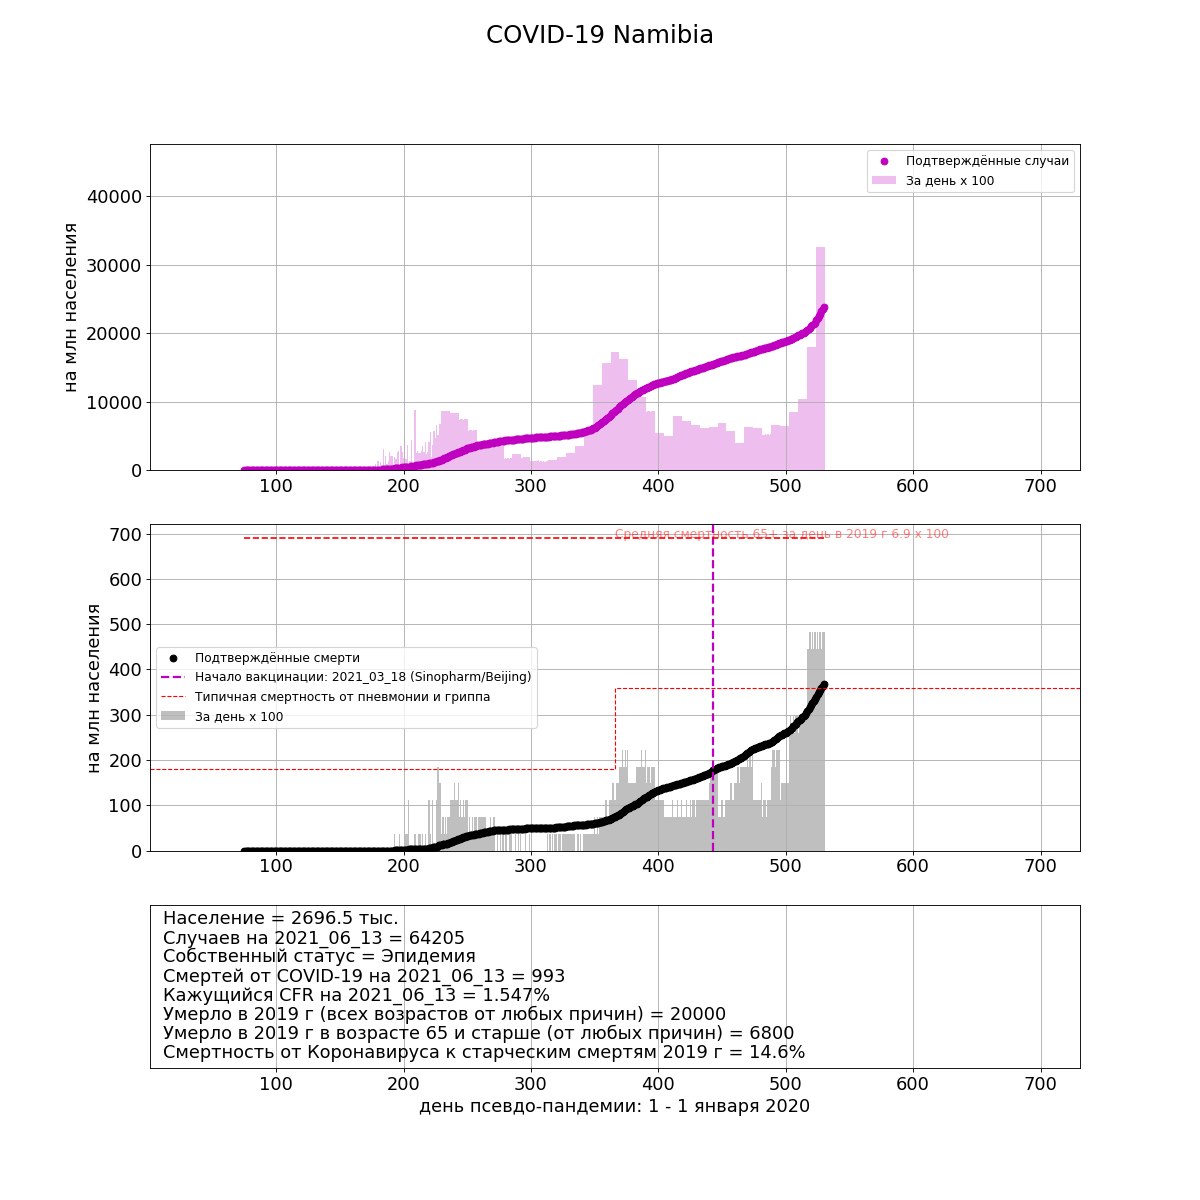 COVID-19 Namibia
Подтверждённые случаи
За день x 100
на млн населения
40000
30000
20000
10000
0
100 200 300 400 500 600 700
Средняя смертность 65+ за день в 2019 г 6.9 x 100
Подтверждённые смерти
Начало вакцинации: 2021_03_18 (Sinopharm/Beijing)
Типичная смертность от пневмонии и гриппа
За день x 100
на млн населения
700
600
500
400
300
200
100
0
100 200 300 400 500 600 700
Население = 2696.5 тыс.
Случаев на 2021_06_13 = 64205
Собственный статус = Эпидемия
Смертей от COVID-19 на 2021_06_13 = 993
Кажущийся CFR на 2021_06_13 = 1.547%
Умерло в 2019 г (всех возрастов от любых причин) = 20000
Умерло в 2019 г в возрасте 65 и старше (от любых причин) = 6800
Смертность от Коронавируса к старческим смертям 2019 г = 14.6%
100 200 300 400 500 600 700
день псевдо-пандемии: 1 - 1 января 2020